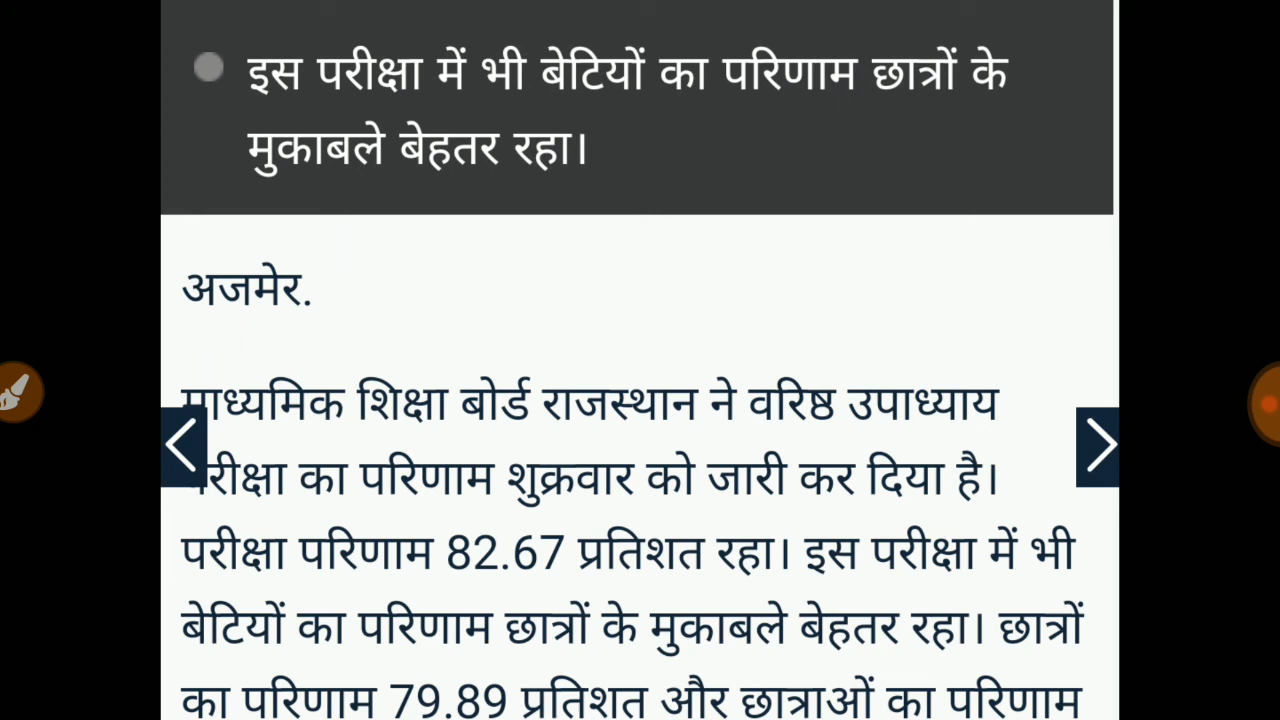 इस परीक्षा में भी बेटियों का परिणाम छात्रों के
मुकाबले बेहतर रहा।
अजमेर.
माध्यमिक शिक्षा बोर्ड राजस्थान ने वरिष्ठ उपाध्याय
परीक्षा का परिणाम शुक्रवार को जारी कर दिया है।
परीक्षा परिणाम 82.67 प्रतिशत रहा। इस परीक्षा में भी
बेटियों का परिणाम छात्रों के मुकाबले बेहतर रहा। छात्रों
का परिणाम 79.89 प्रतिशत और छात्राओं का परिणाम